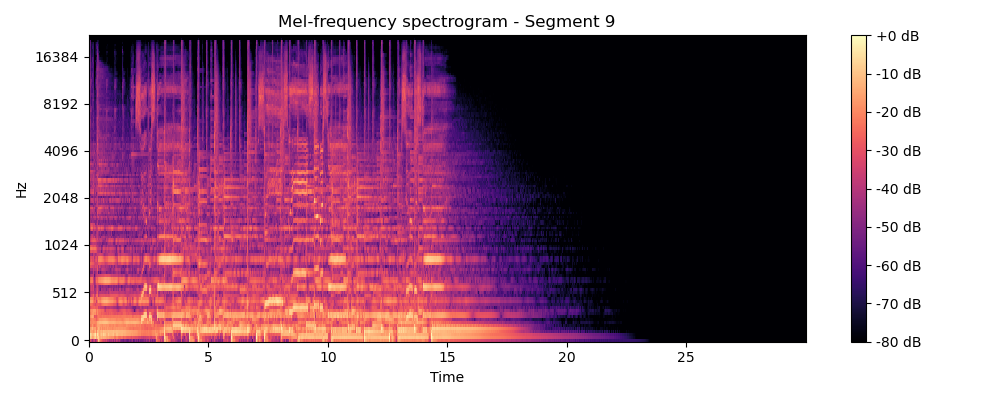 Mel-frequency spectrogram - Segment 9
Hz
16384
8192
4096
2048
1024
512
0
0 5 10 15 20 25
Time
+0 dB
-10 dB
-20 dB
-30 dB
-40 dB
-50 dB
-60 dB
-70 dB
-80 dB